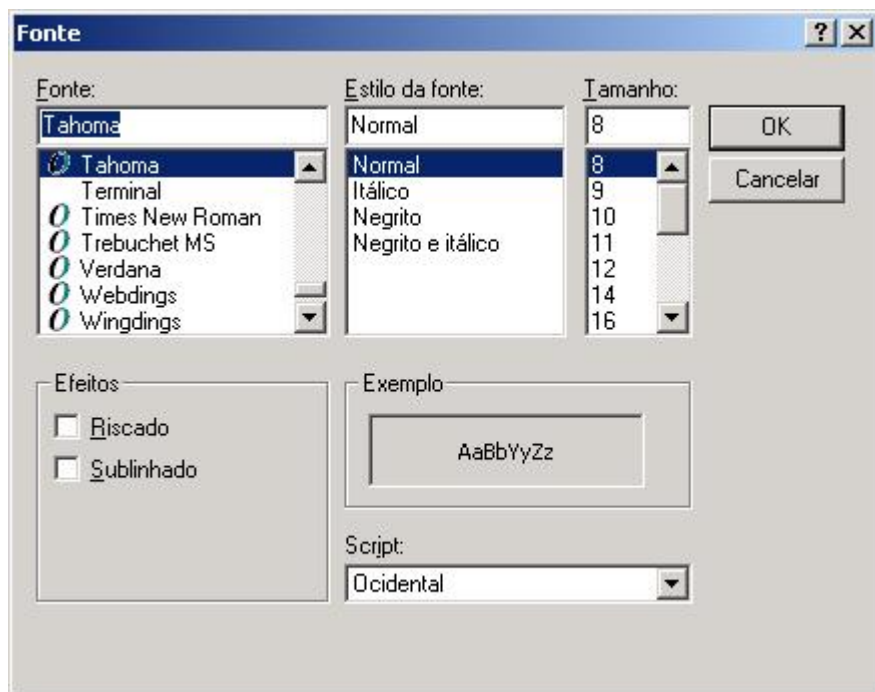 Fonte
Fonte:
Tahoma
Tahoma
Terminal
Times New Roman
Trebuchet MS
Verdana
Webdings
Wingdings
Estilo da fonte:
Normal
Normal
Itálico
Negrito
Negrito e itálico
Tamanho:
8
8
9
10
11
12
14
16
OK
Cancelar
Efeitos
Riscado
Sublinhado
Exemplo
AaBbYyZz
Script:
Ocidental